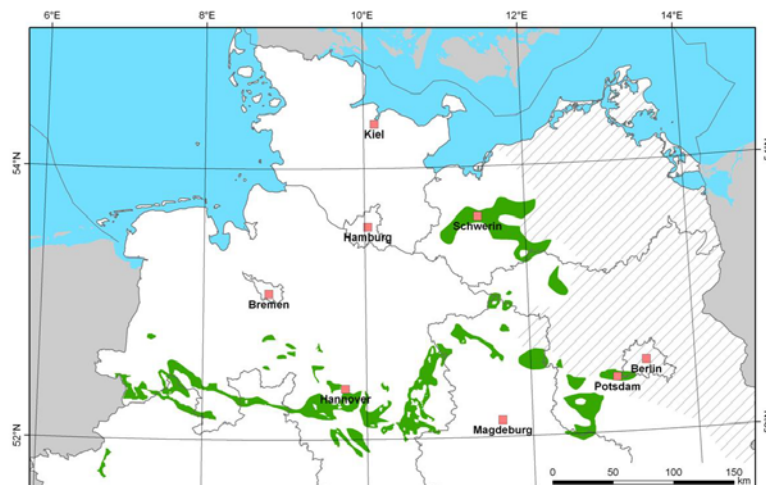 6°E 8°E 10°E 12°E 14°E
Kiel
54°N
Schwerin
Hamburg
Bremen
Berlin
Potsdam
Hannover
Magdeburg
52°N
0 50 100 150
km